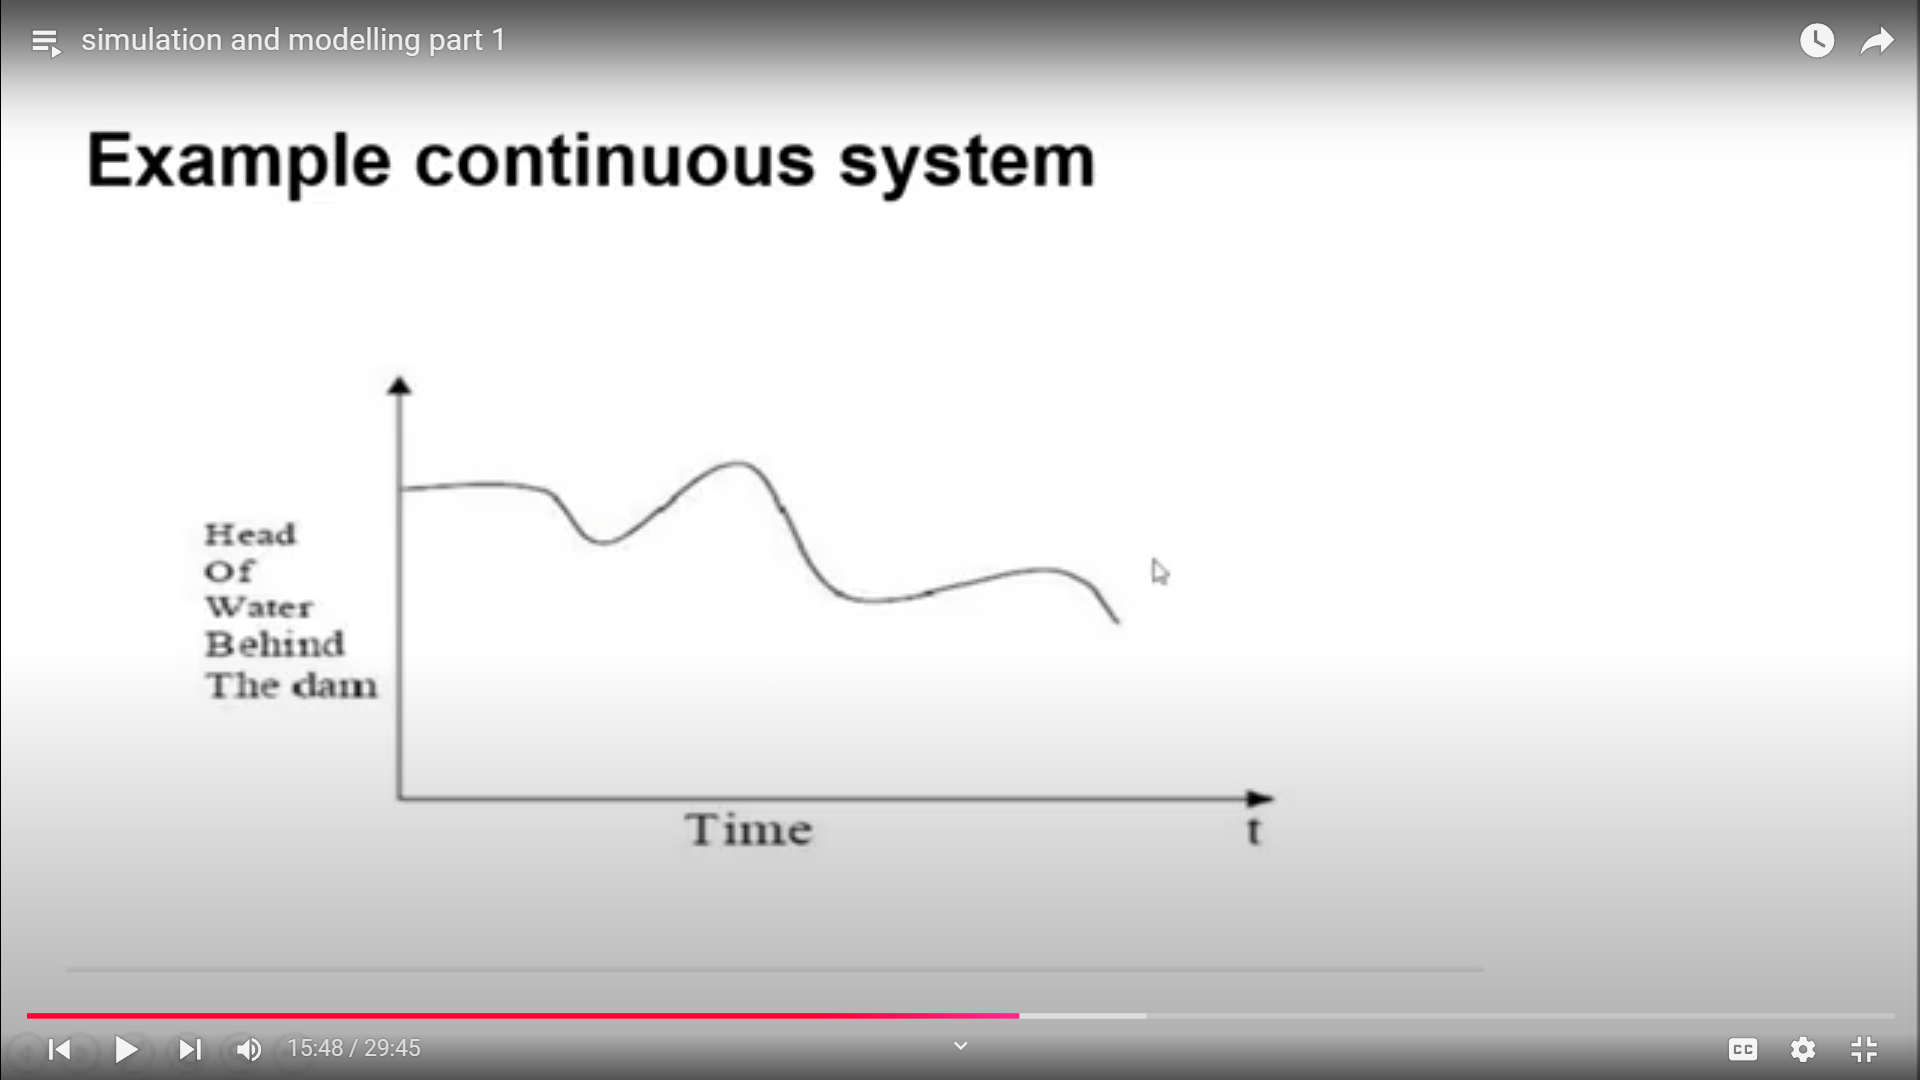 simulation and modelling part 1
Example continuous system
Head
Of
Water
Behind
The dam
Time
t
15:48 / 29:45
CC